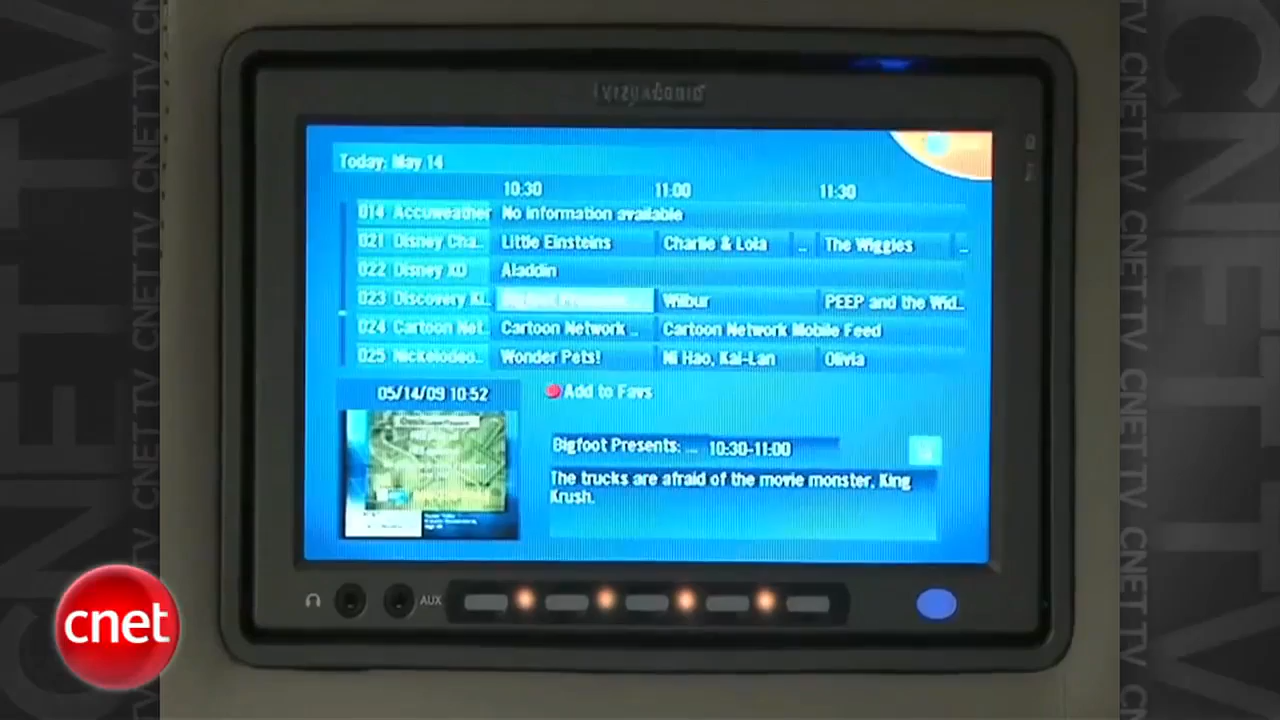 Today: May 14
10:30 11:00 11:30
014 Accuweather No information available
021 Disney Cha... Little Einsteins Charlie & Lola ... The Wiggles ...
022 Disney XD Aladdin
023 Discovery Ki... Wilbur PEEP and the Wid...
024 Cartoon Net... Cartoon Network ... Cartoon Network Mobile Feed
025 Nickelodeo... Wonder Pets! Ni Hao, Kai-Lan Olivia
05/14/09 10:52
Add to Favs
Bigfoot Presents: ... 10:30-11:00
The trucks are afraid of the movie monster, King
Krush.
AUX
cnet
CNET TV